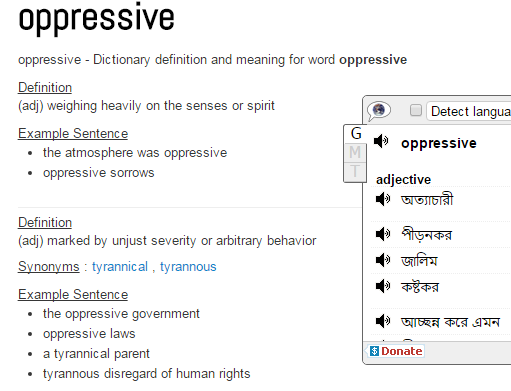 oppressive
oppressive - Dictionary definition and meaning for word oppressive
Definition
(adj) weighing heavily on the senses or spirit
Example Sentence
the atmosphere was oppressive
oppressive sorrows
Definition
(adj) marked by unjust severity or arbitrary behavior
Synonyms : tyrannical , tyrannous
Example Sentence
the oppressive government
oppressive laws
a tyrannical parent
tyrannous disregard of human rights
Detect langua
G
M
T
oppressive
adjective
অত্যাচারী
পীড়নকর
জালিম
কষ্টকর
আচ্ছন্ন করে এমন
Donate